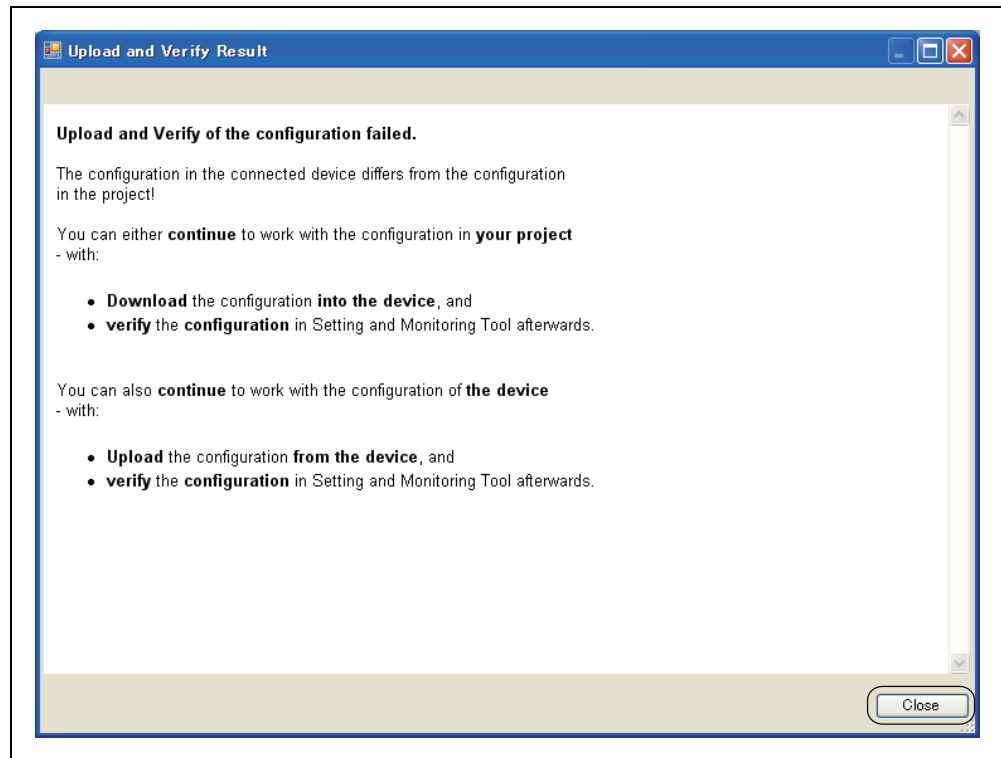 Upload and Verify Result
Upload and Verify of the configuration failed.
The configuration in the connected device differs from the configuration
in the project!
You can either continue to work with the configuration in your project
- with:
• Download the configuration into the device, and
• verify the configuration in Setting and Monitoring Tool afterwards.
You can also continue to work with the configuration of the device
- with:
• Upload the configuration from the device, and
• verify the configuration in Setting and Monitoring Tool afterwards.
Close